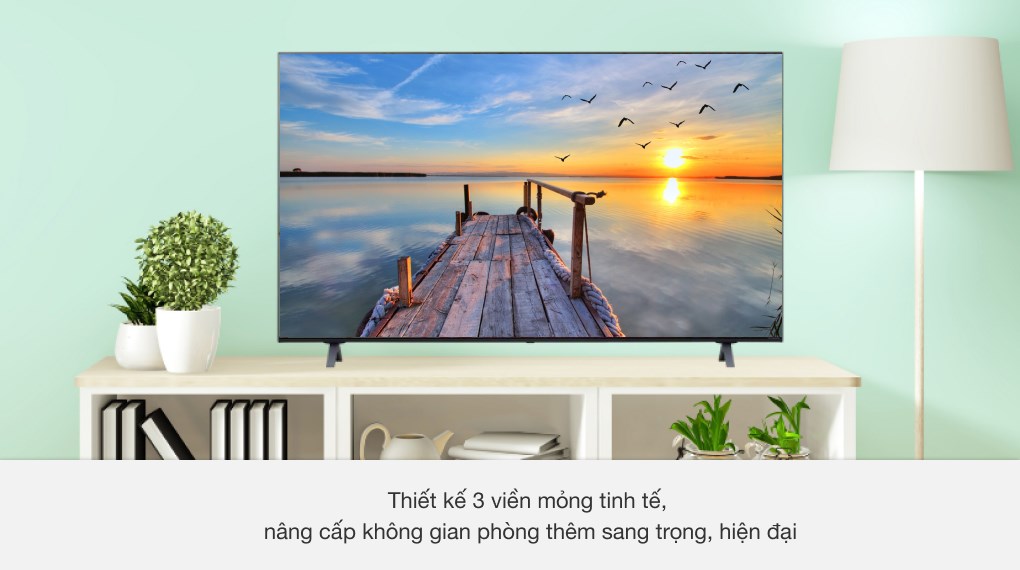 Thiết kế 3 viền mỏng tinh tế,
nâng cấp không gian phòng thêm sang trọng, hiện đại